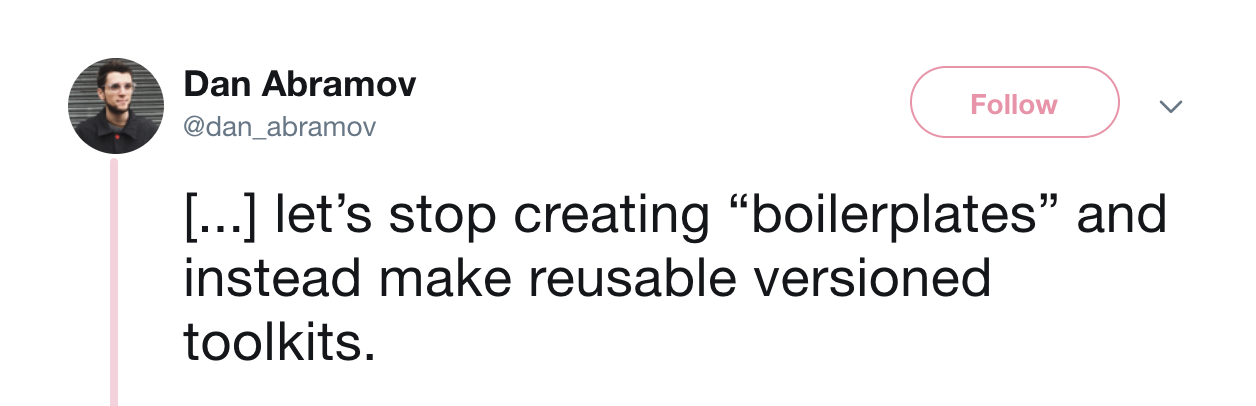 Dan Abramov
@dan_abramov
Follow
[...] let’s stop creating “boilerplates” and
instead make reusable versioned
toolkits.